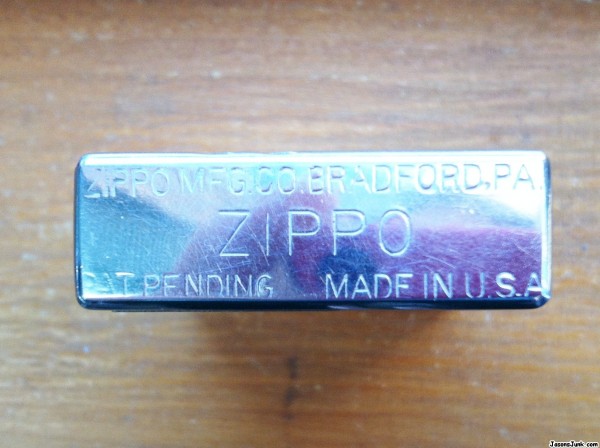 ZIPPO MFG.CO.BRADFORD,PA.
ZIPPO
PAT.PENDING MADE IN U.S.A
JasonsJunk.com